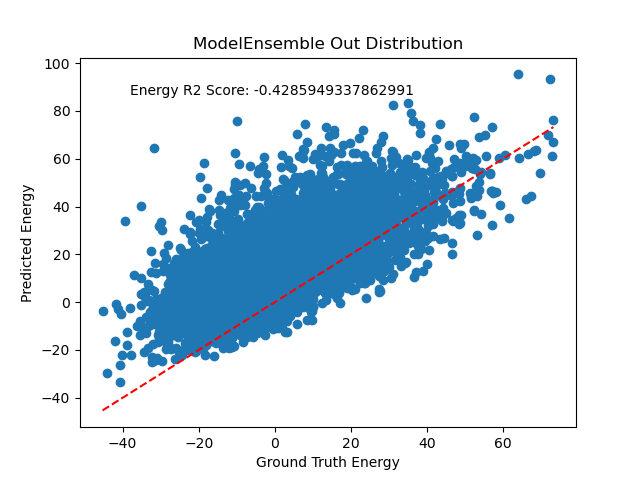 ModelEnsemble Out Distribution
Energy R2 Score: -0.4285949337862991
100
80
60
40
20
0
−20
−40
Predicted Energy
−40 −20 0 20 40 60
Ground Truth Energy